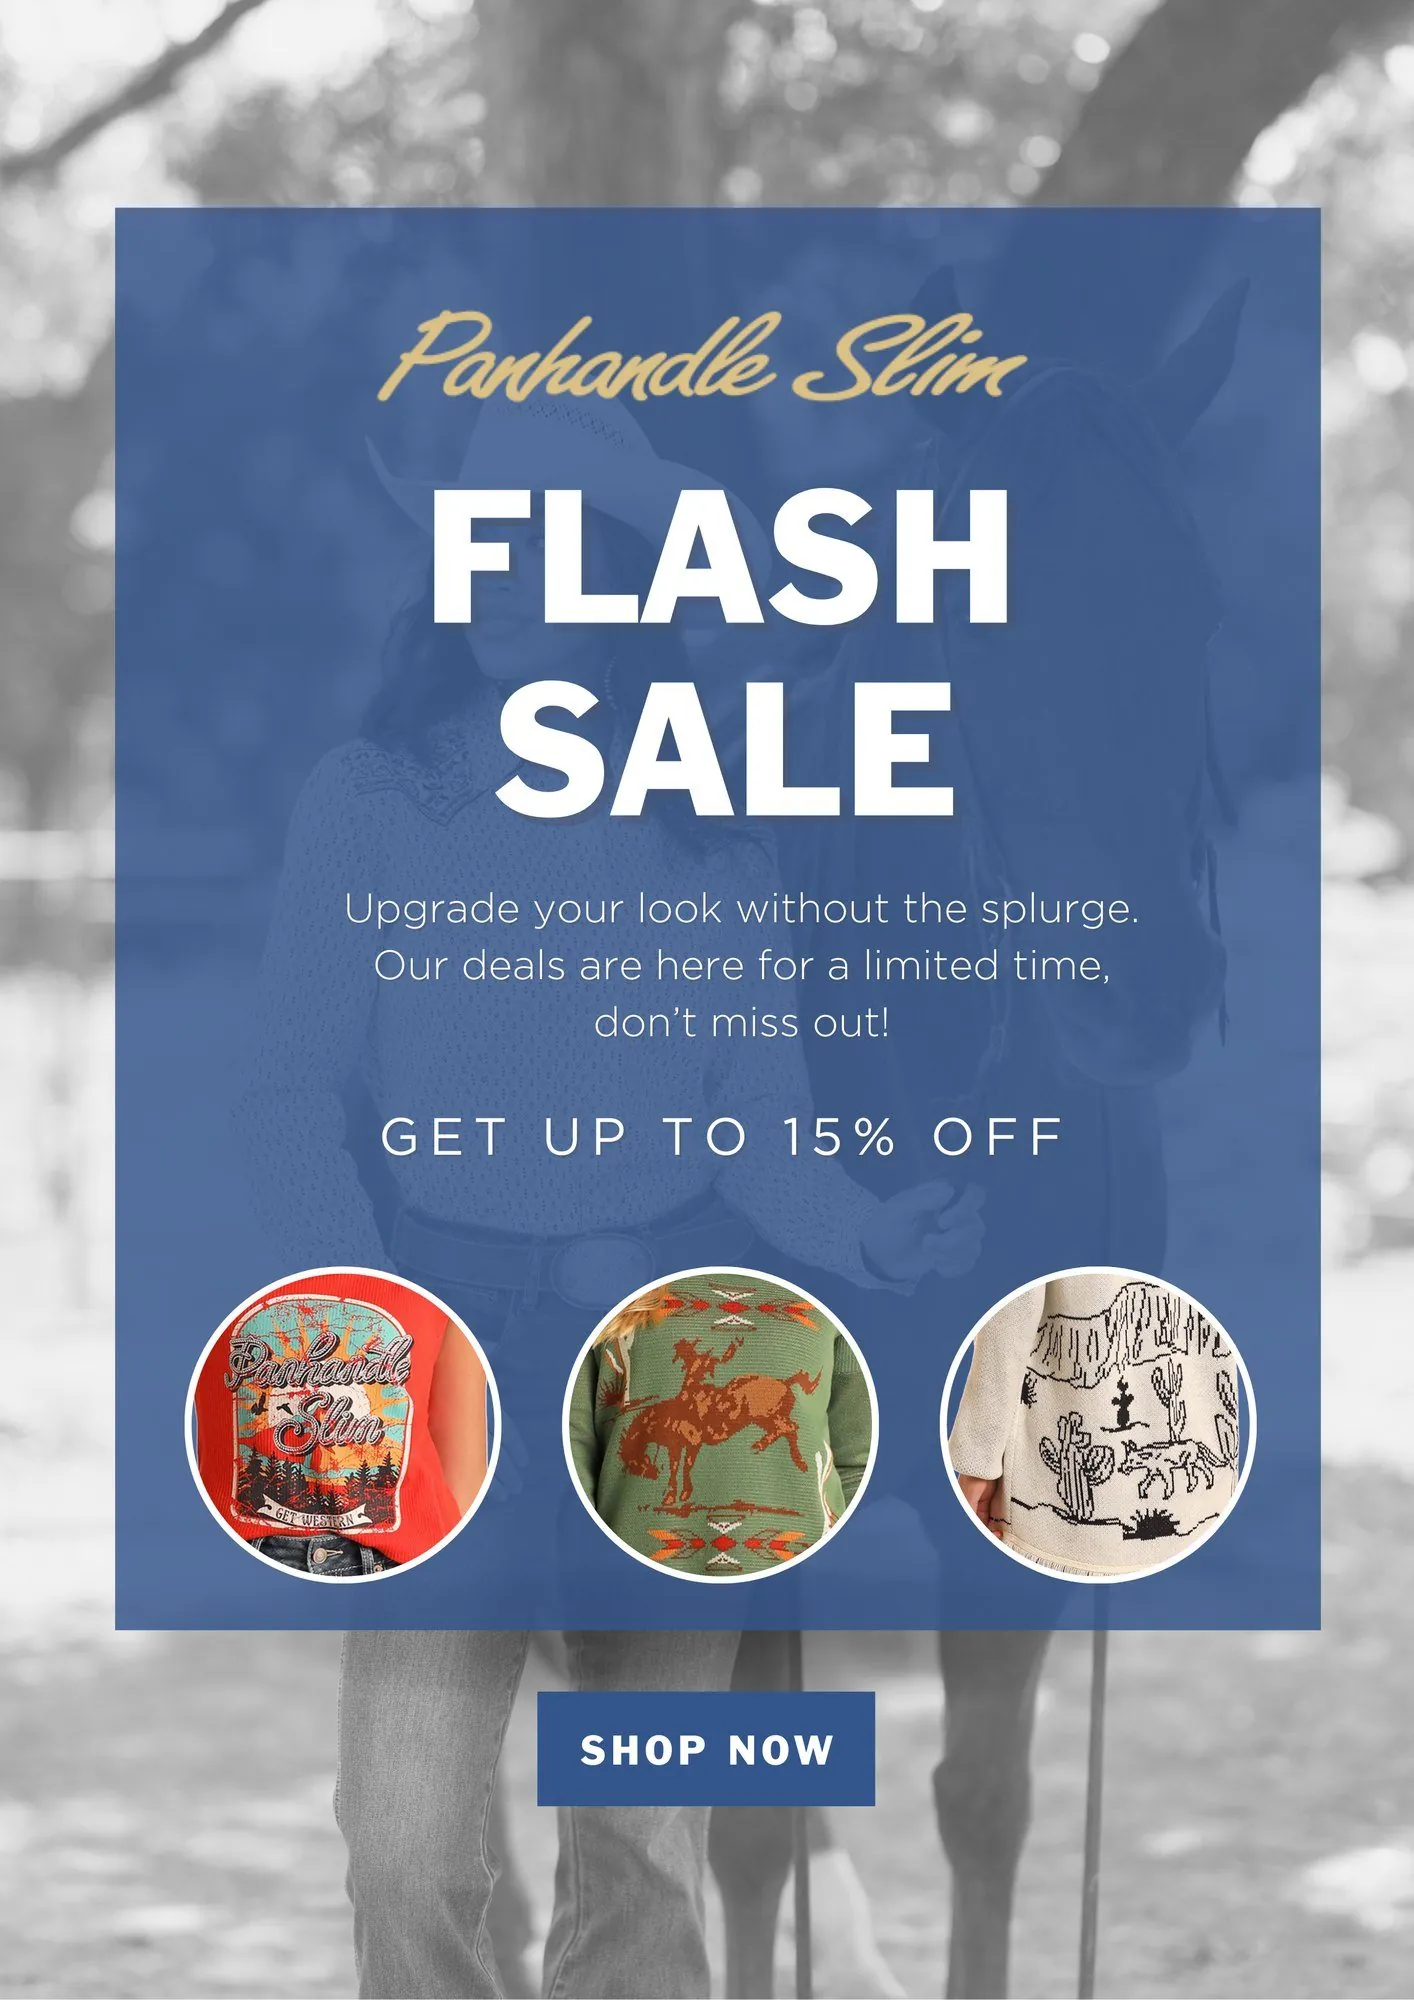 Panhandle Slim
FLASH
SALE
Upgrade your look without the splurge.
Our deals are here for a limited time,
don’t miss out!
GET UP TO 15% OFF
Panhandle
Slim
GET WESTERN
SHOP NOW